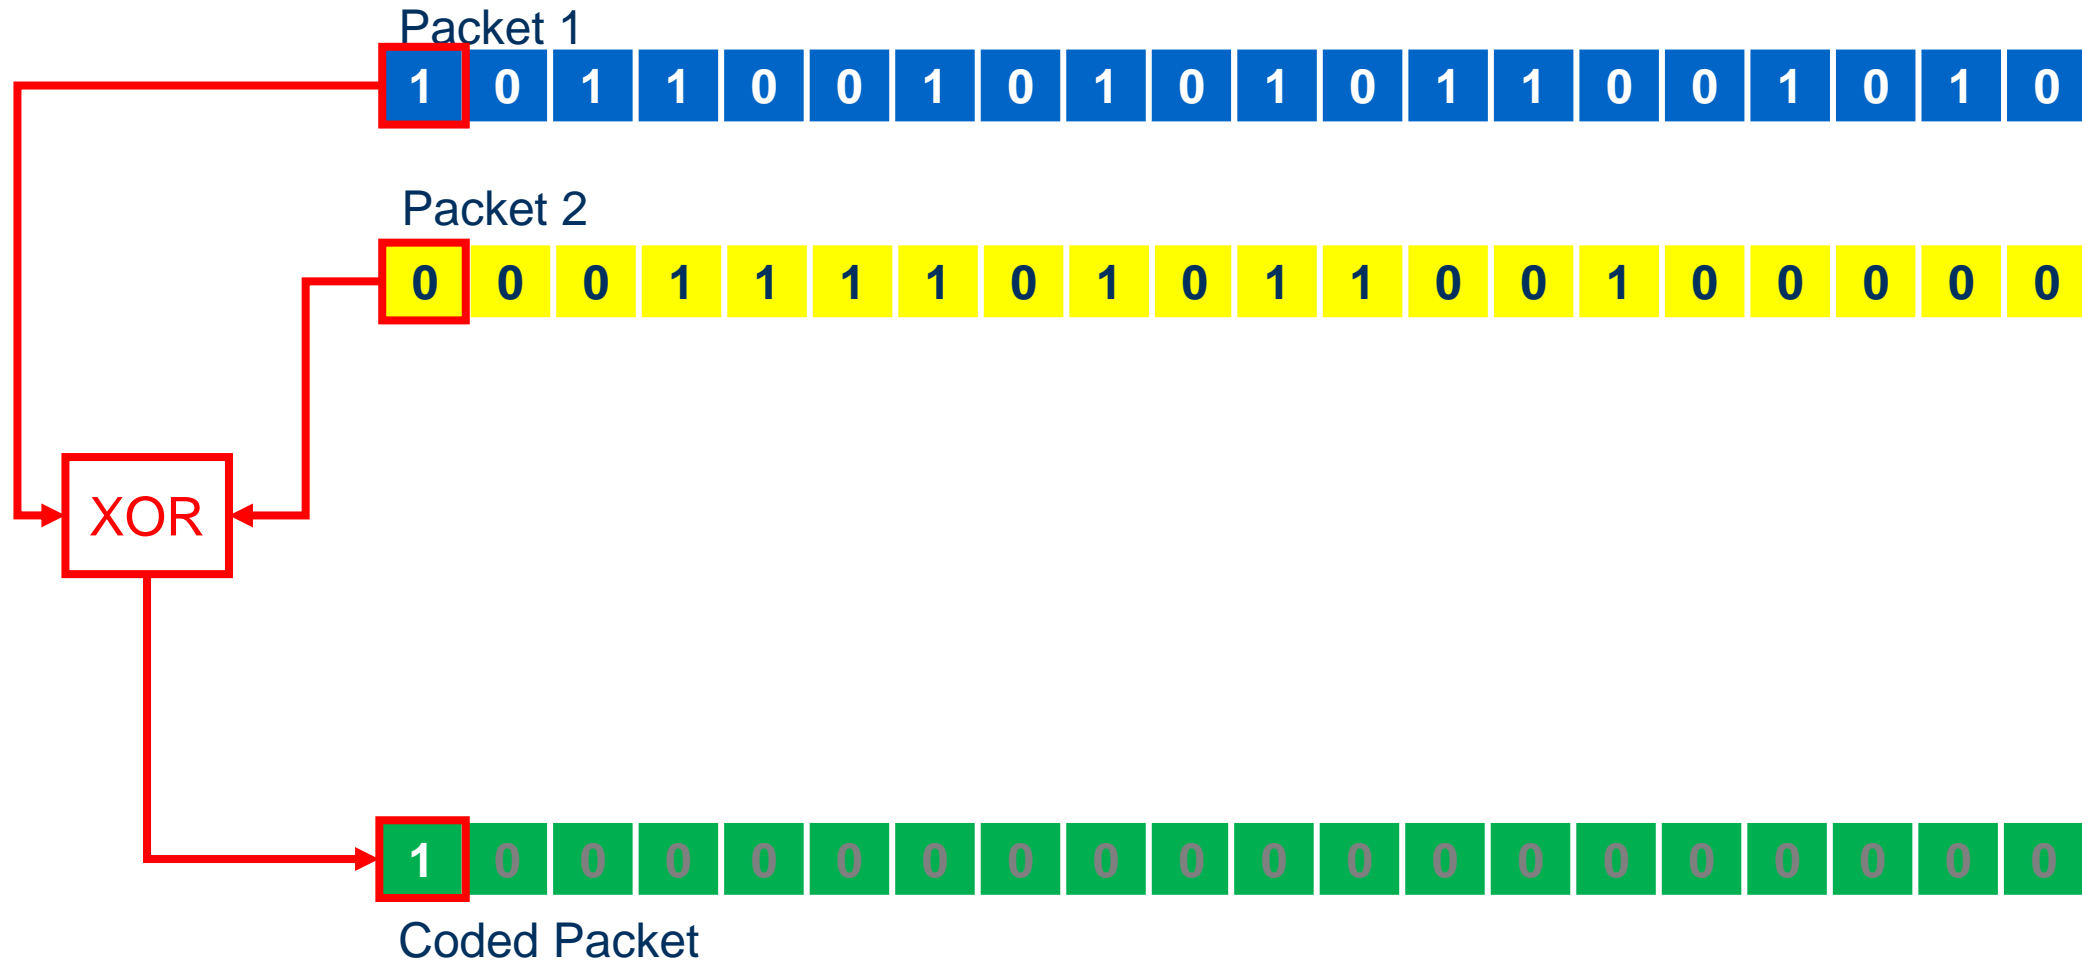 Packet 1
1 0 1 1 0 0 1 0 1 0 1 0 1 1 0 0 1 0 1 0
Packet 2
0 0 0 1 1 1 1 0 1 0 1 1 0 0 1 0 0 0 0 0
XOR
1 0 0 0 0 0 0 0 0 0 0 0 0 0 0 0 0 0 0 0
Coded Packet